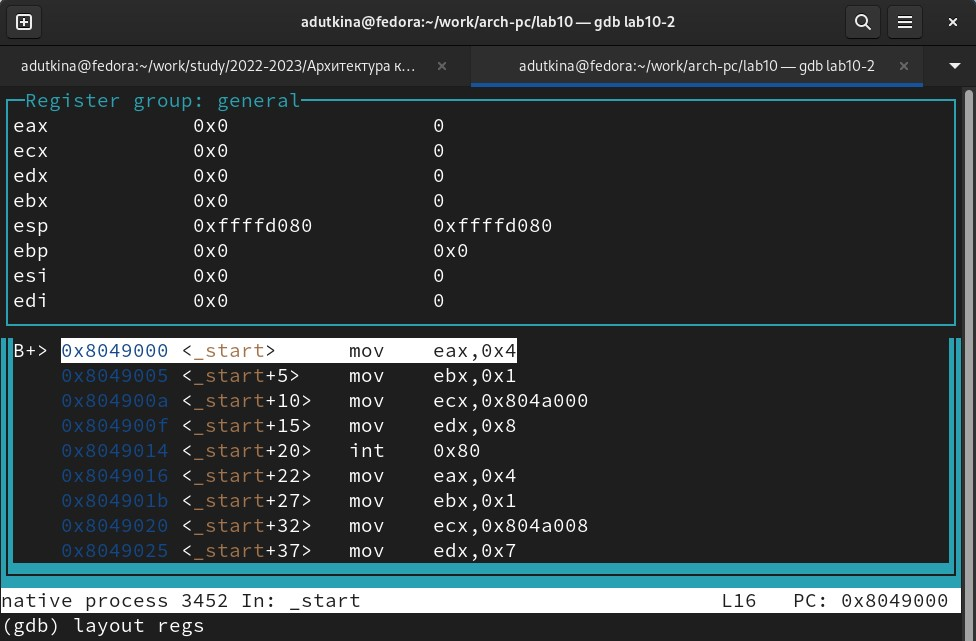 adutkina@fedora:~/work/arch-pc/lab10 — gdb lab10-2
adutkina@fedora:~/work/study/2022-2023/Архитектура к… × adutkina@fedora:~/work/arch-pc/lab10 — gdb lab10-2 ×
Register group: general
eax 0x0 0
ecx 0x0 0
edx 0x0 0
ebx 0x0 0
esp 0xffffd080 0xffffd080
ebp 0x0 0x0
esi 0x0 0
edi 0x0 0
B+> 0x8049000 <_start> mov eax,0x4
0x8049005 <_start+5> mov ebx,0x1
0x804900a <_start+10> mov ecx,0x804a000
0x804900f <_start+15> mov edx,0x8
0x8049014 <_start+20> int 0x80
0x8049016 <_start+22> mov eax,0x4
0x804901b <_start+27> mov ebx,0x1
0x8049020 <_start+32> mov ecx,0x804a008
0x8049025 <_start+37> mov edx,0x7
native process 3452 In: _start L16 PC: 0x8049000
(gdb) layout regs